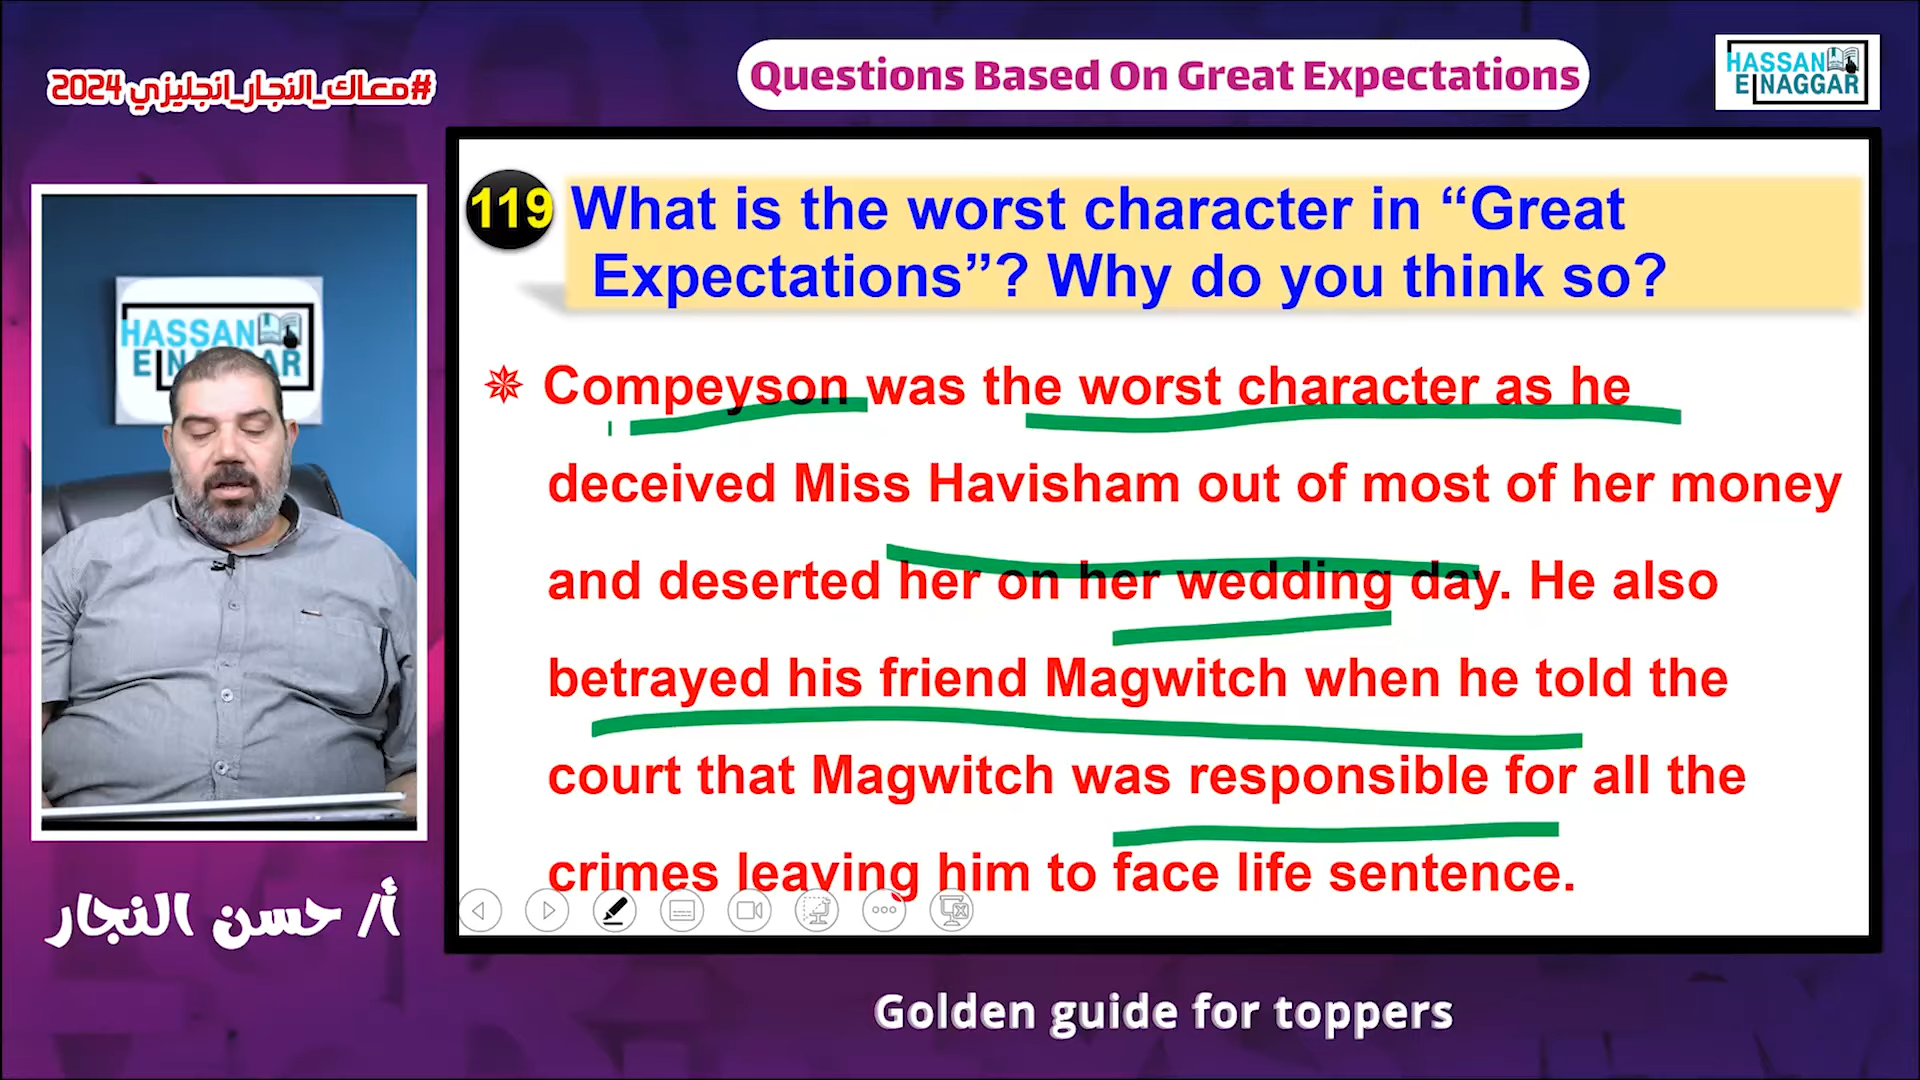 #معاك_النجار_انجليزي 2024
Questions Based On Great Expectations
HASSAN
ELNAGGAR
119
What is the worst character in “Great
Expectations”? Why do you think so?
Compeyson was the worst character as he
deceived Miss Havisham out of most of her money
and deserted her on her wedding day. He also
betrayed his friend Magwitch when he told the
court that Magwitch was responsible for all the
crimes leaving him to face life sentence.
HASSAN
أ/ حسن النجار
Golden guide for toppers